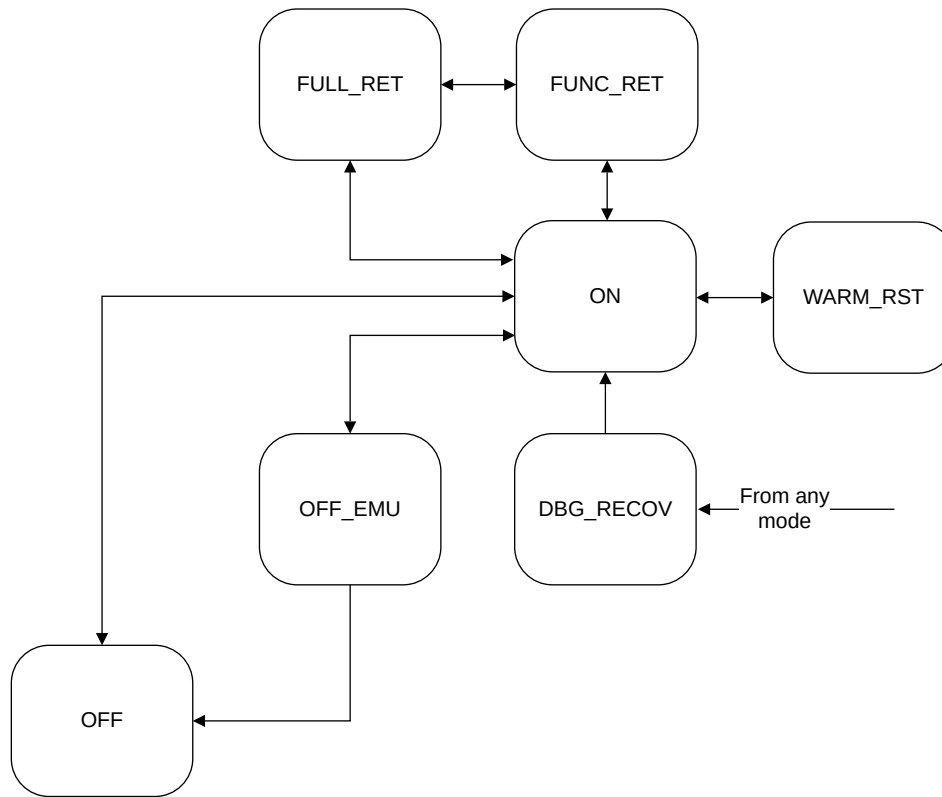 FULL_RET
FUNC_RET
ON
WARM_RST
OFF_EMU
DBG_RECOV
From any
mode
OFF